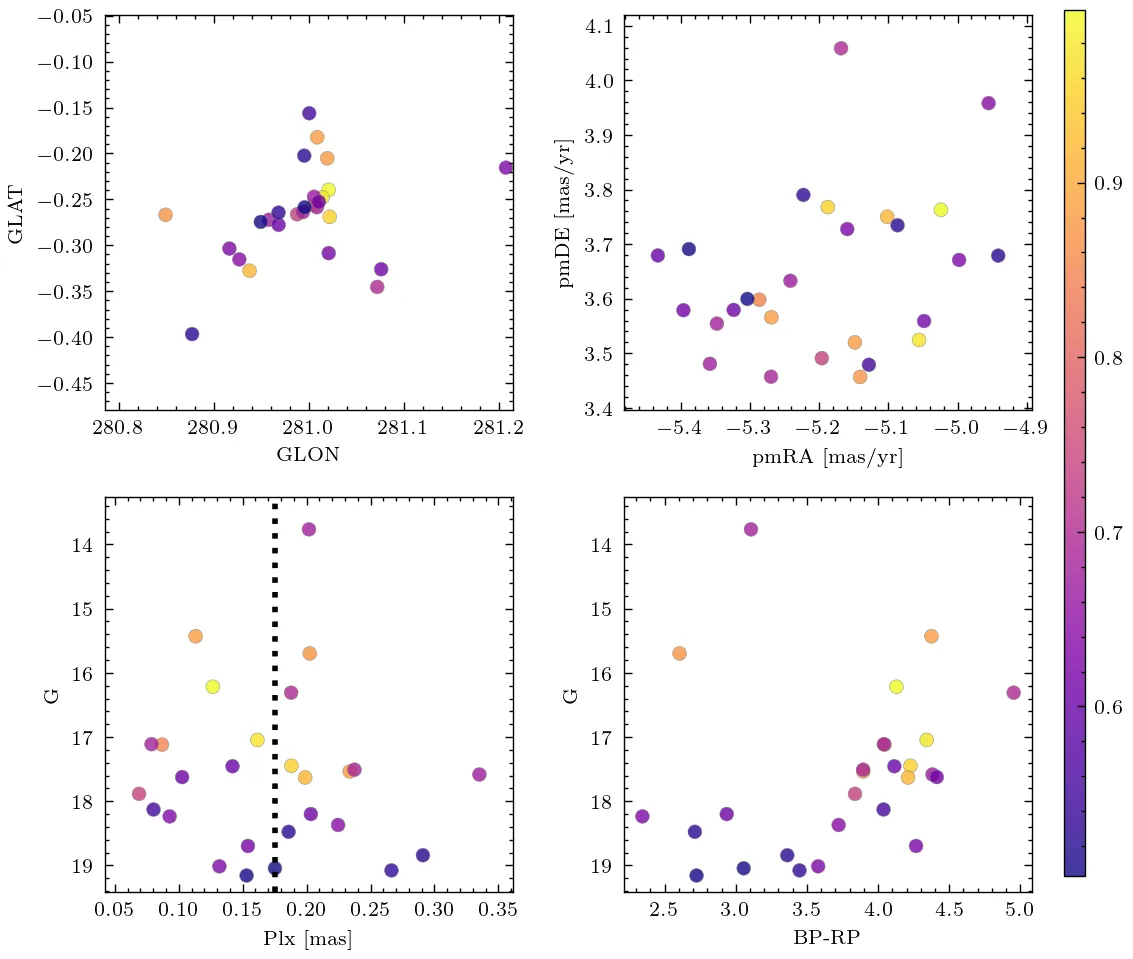 −0.05
−0.10
−0.15
−0.20
−0.25
−0.30
−0.35
−0.40
−0.45
GLAT
280.8 280.9 281.0 281.1 281.2
GLON
4.1
4.0
3.9
3.8
3.7
3.6
3.5
3.4
pmDE [mas/yr]
−5.4 −5.3 −5.2 −5.1 −5.0 −4.9
pmRA [mas/yr]
14
15
16
17
18
19
G
0.05 0.10 0.15 0.20 0.25 0.30 0.35
Plx [mas]
14
15
16
17
18
19
G
2.5 3.0 3.5 4.0 4.5 5.0
BP-RP
0.9
0.8
0.7
0.6